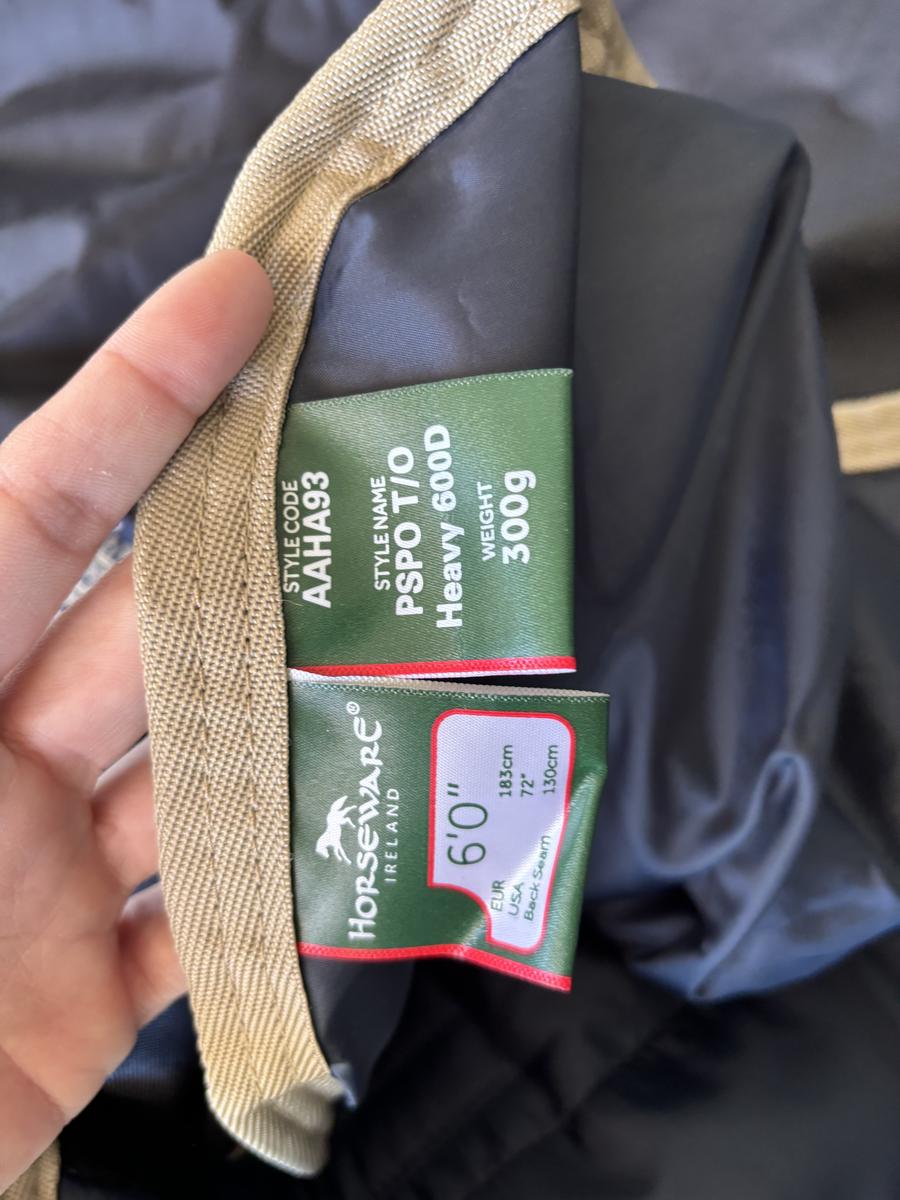 STYLE CODE
AAHA93
STYLE NAME
PSPO T/O
Heavy 600D
WEIGHT
300g
HORSEWARE®
IRELAND
6'0"
EUR 183cm
USA 72"
Back Seam 130cm